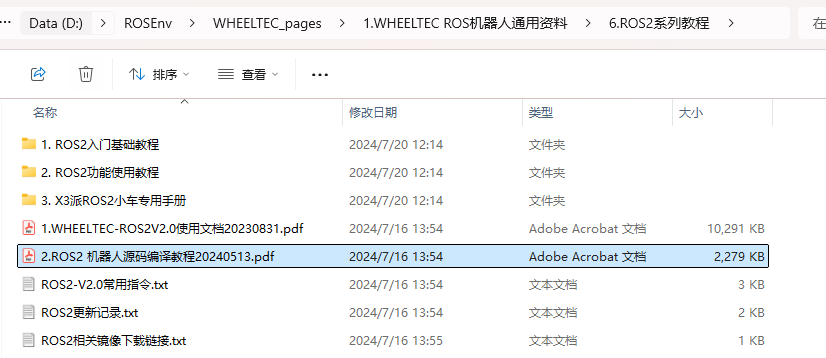 Data (D:) > ROSEnv > WHEELTEC_pages > 1.WHEELTEC ROS机器人通用资料 > 6.ROS2系列教程 > 在
排序 查看 ···
名称 修改日期 类型 大小
1. ROS2入门基础教程 2024/7/20 12:14 文件夹
2. ROS2功能使用教程 2024/7/20 12:14 文件夹
3. X3派ROS2小车专用手册 2024/7/20 12:14 文件夹
1.WHEELTEC-ROS2V2.0使用文档20230831.pdf 2024/7/16 13:54 Adobe Acrobat 文档 10,291 KB
2.ROS2 机器人源码编译教程20240513.pdf 2024/7/16 13:54 Adobe Acrobat 文档 2,279 KB
ROS2-V2.0常用指令.txt 2024/7/16 13:54 文本文档 3 KB
ROS2更新记录.txt 2024/7/16 13:54 文本文档 2 KB
ROS2相关镜像下载链接.txt 2024/7/16 13:55 文本文档 1 KB